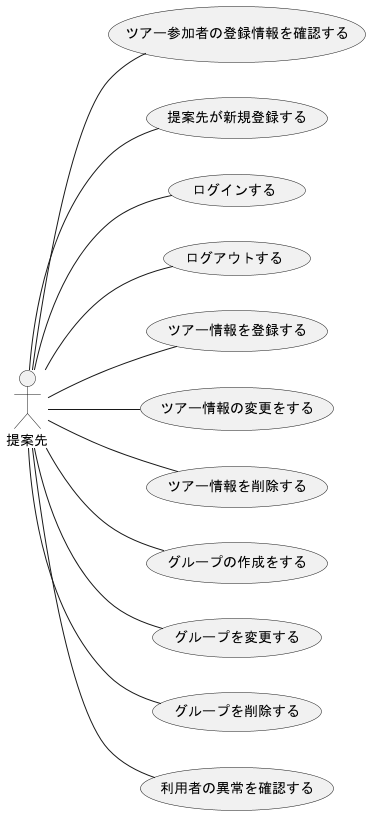 ツアー参加者の登録情報を確認する
提案先が新規登録する
ログインする
ログアウトする
ツアー情報を登録する
ツアー情報の変更をする
提案先
ツアー情報を削除する
グループの作成をする
グループを変更する
グループを削除する
利用者の異常を確認する